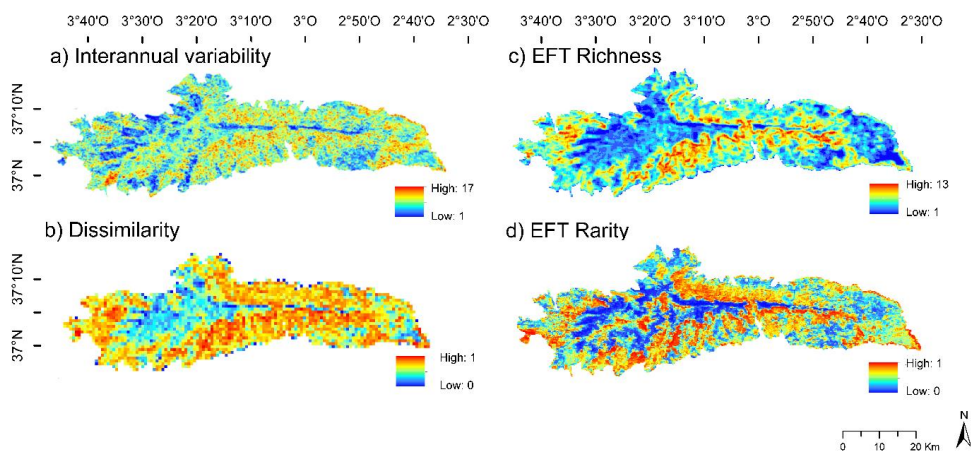 3°40'O 3°30'O 3°20'O 3°10'O 3°0'O 2°50'O 2°40'O 2°30'O
3°40'O 3°30'O 3°20'O 3°10'O 3°0'O 2°50'O 2°40'O 2°30'O
a) Interannual variability
c) EFT Richness
37°10'N
37°N
High: 17
Low: 1
High: 13
Low: 1
b) Dissimilarity
d) EFT Rarity
37°10'N
37°N
High: 1
Low: 0
High: 1
Low: 0
N
0 10 20 Km